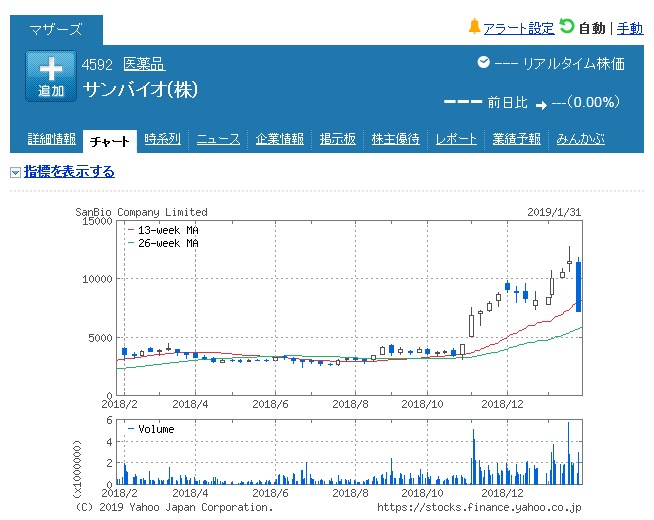 マザーズ
アラート設定 自動 | 手動
追加
4592 医薬品
サンバイオ(株)
--- リアルタイム株価
--- 前日比 ---(0.00%)
詳細情報 チャート 時系列 ニュース 企業情報 掲示板 株主優待 レポート 業績予報 みんかぶ
指標を表示する
SanBio Company Limited 2019/1/31
15000
13-week MA
26-week MA
10000
5000
0
2018/2 2018/4 2018/6 2018/8 2018/10 2018/12
6
Volume
4
2
0
(x1000000)
2018/2 2018/4 2018/6 2018/8 2018/10 2018/12
(C) 2019 Yahoo Japan Corporation. https://stocks.finance.yahoo.co.jp